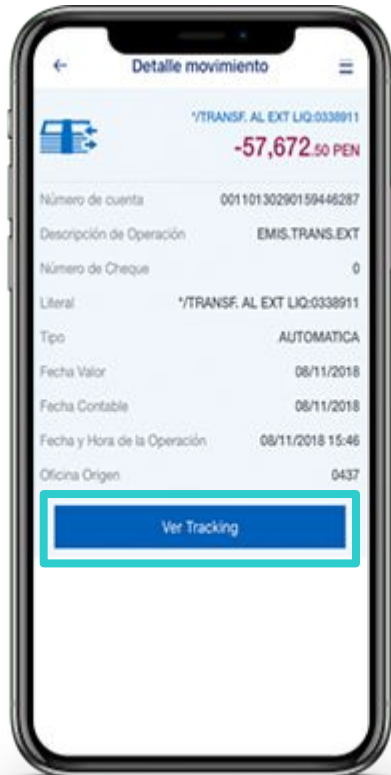 Detalle movimiento
*/TRANSF. AL EXT LIQ:0338911
-57,672.50 PEN
Número de cuenta 00110130290159446287
Descripción de Operación EMIS.TRANS.EXT
Número de Cheque 0
Literal */TRANSF. AL EXT LIQ:0338911
Tipo AUTOMATICA
Fecha Valor 08/11/2018
Fecha Contable 08/11/2018
Fecha y Hora de la Operación 08/11/2018 15:46
Oficina Origen 0437
Ver Tracking